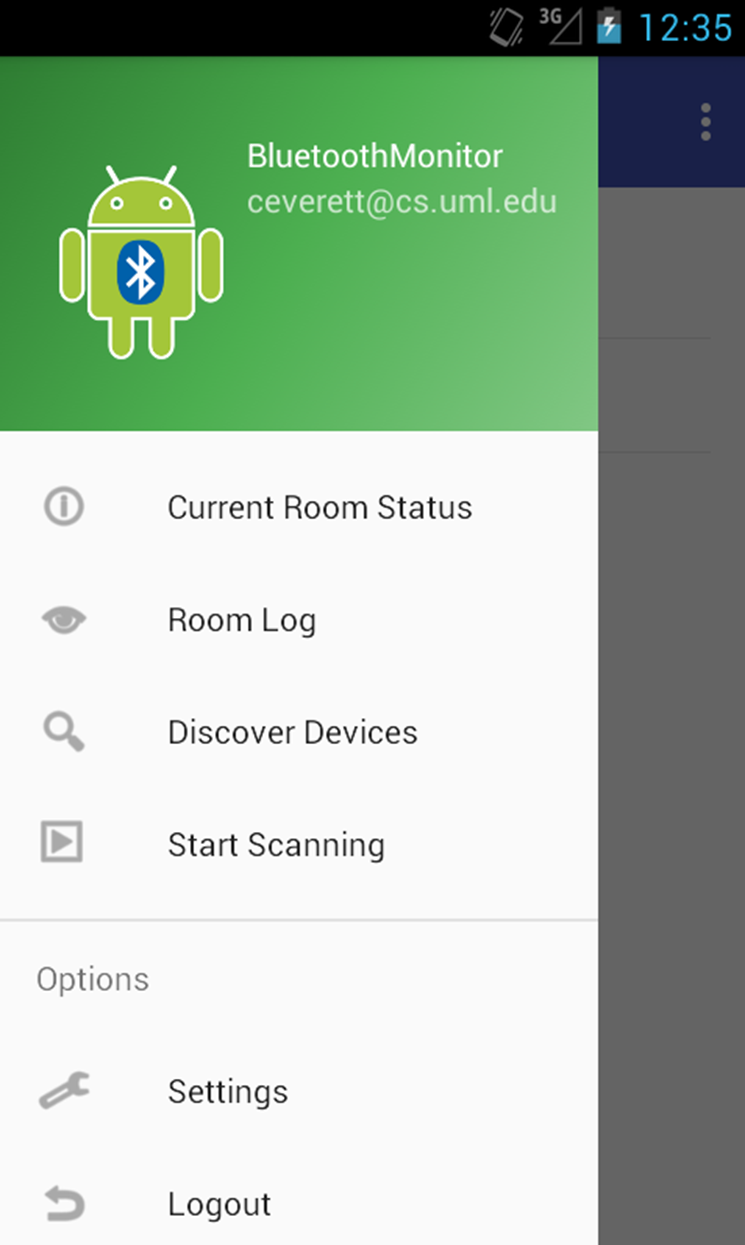 3G 12:35
BluetoothMonitor
ceverett@cs.uml.edu
Current Room Status
Room Log
Discover Devices
Start Scanning
Options
Settings
Logout